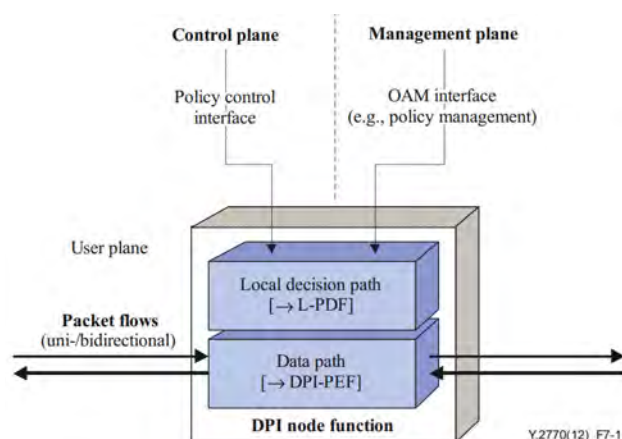 Control plane
Management plane
Policy control
interface
OAM interface
(e.g., policy management)
User plane
Local decision path
[→ L-PDF]
Packet flows
(uni-/bidirectional)
Data path
[→ DPI-PEF]
DPI node function
Y.2770(12)_F7-1